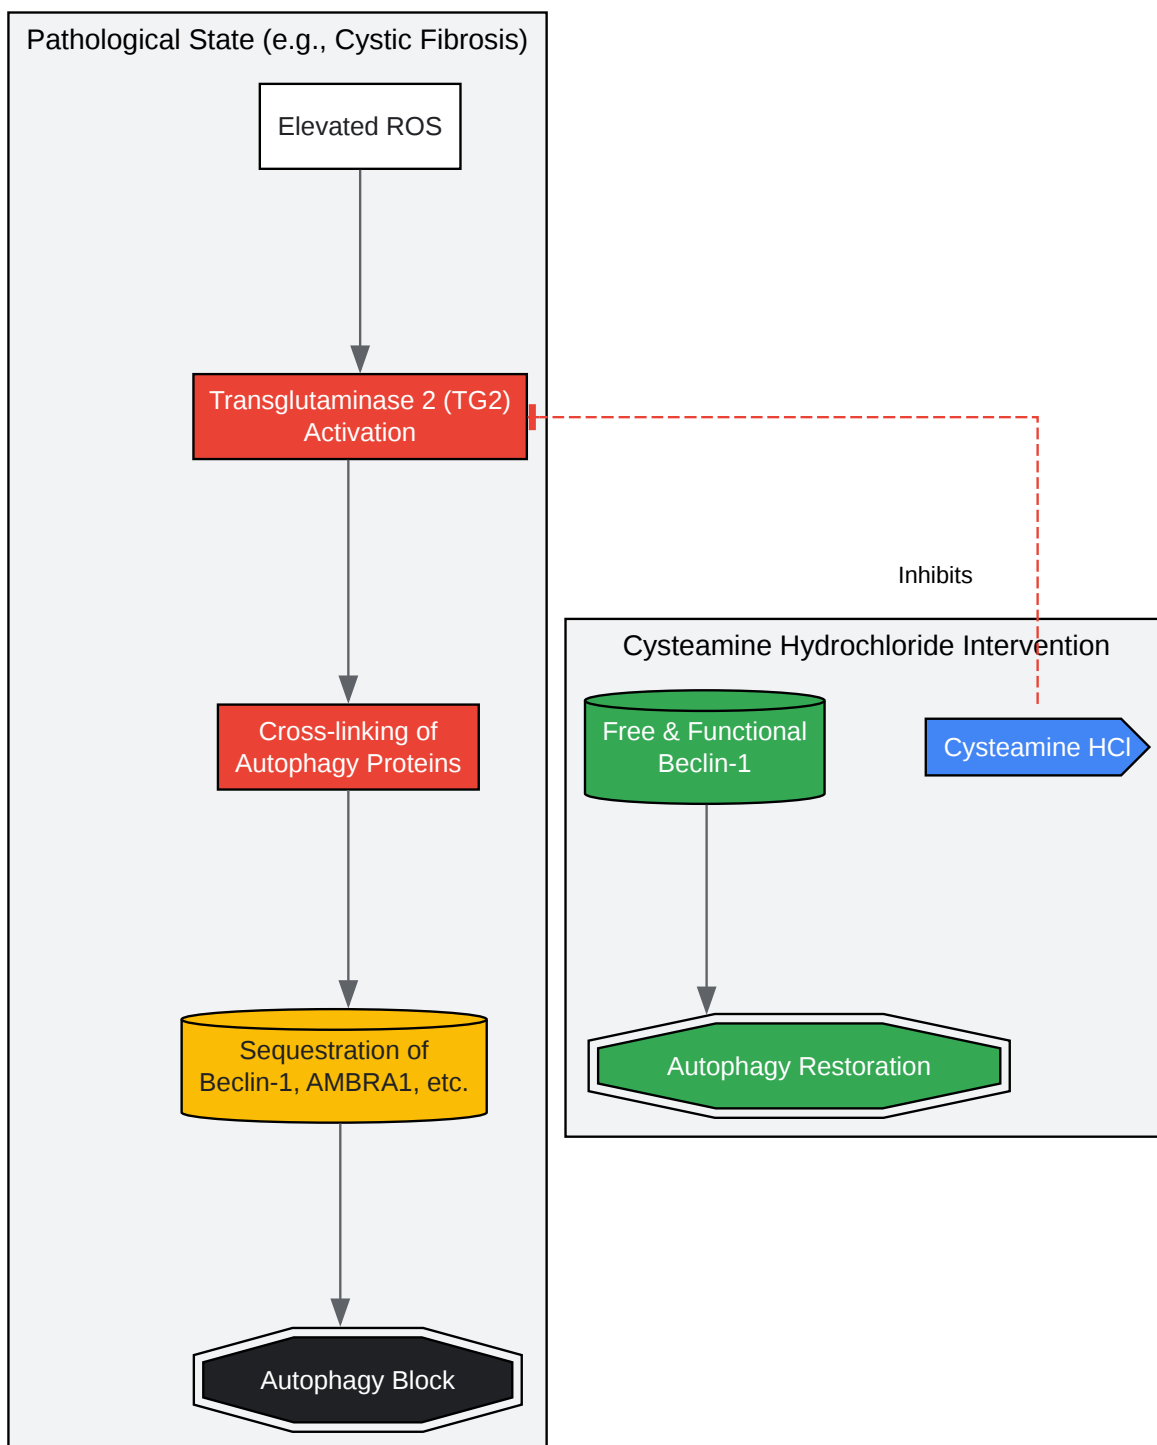 Pathological State (e.g., Cystic Fibrosis)
Elevated ROS
Transglutaminase 2 (TG2)
Activation
Cross-linking of
Autophagy Proteins
Sequestration of
Beclin-1, AMBRA1, etc.
Autophagy Block
Inhibits
Cysteamine Hydrochloride Intervention
Free & Functional
Beclin-1
Cysteamine HCl
Autophagy Restoration